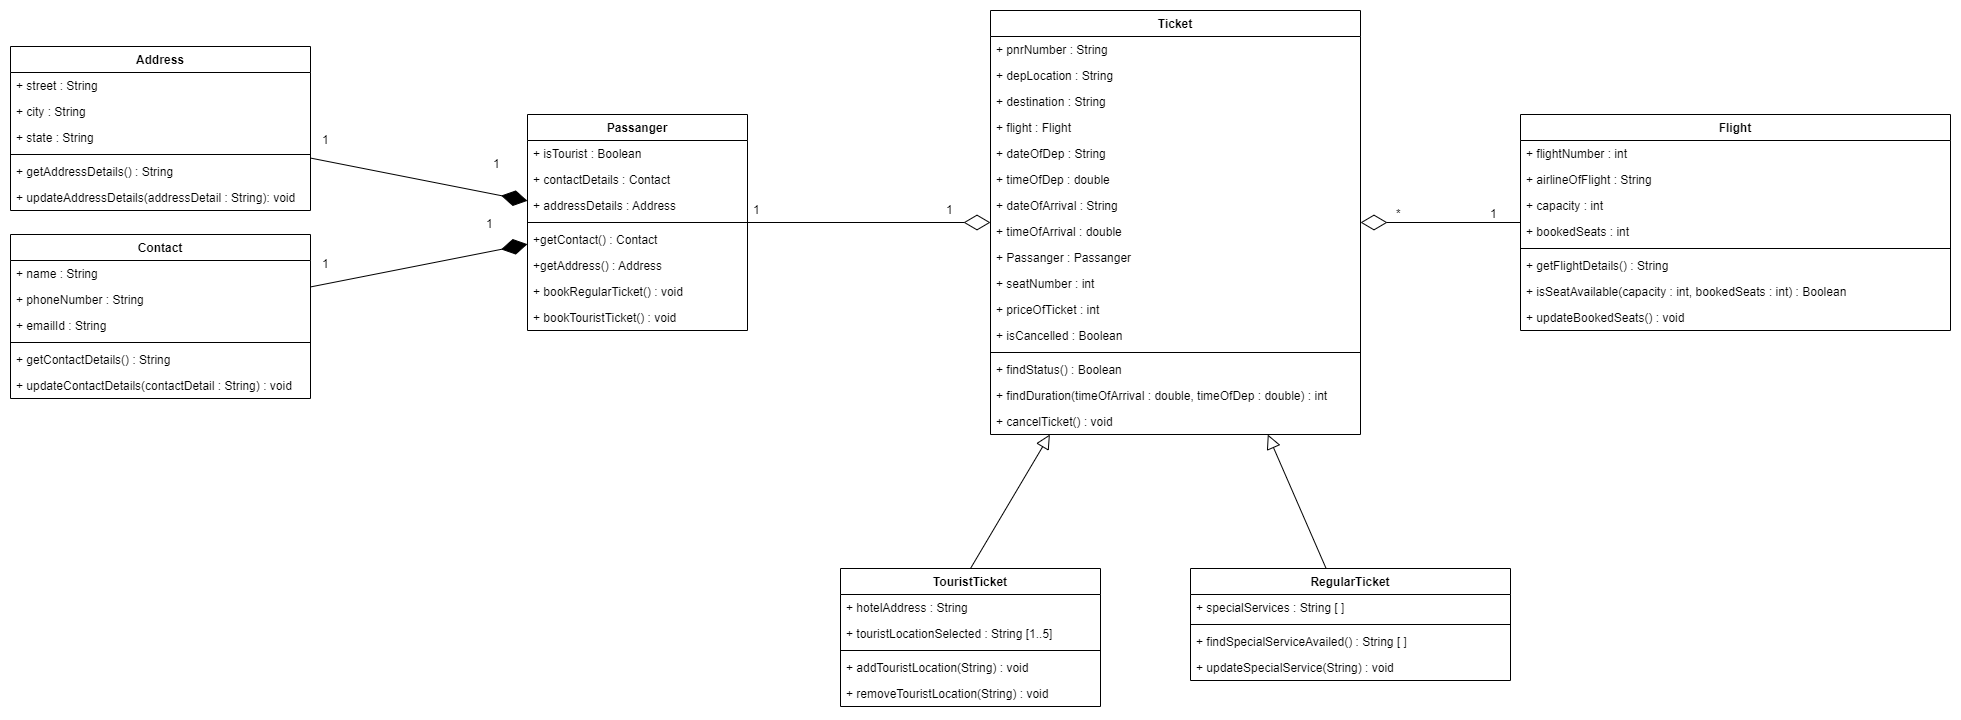 Address
+ street : String
+ city : String
+ state : String
+ getAddressDetails() : String
+ updateAddressDetails(addressDetail : String): void
Contact
+ name : String
+ phoneNumber : String
+ emailId : String
+ getContactDetails() : String
+ updateContactDetails(contactDetail : String) : void
1
1
1
1
Passanger
+ isTourist : Boolean
+ contactDetails : Contact
+ addressDetails : Address
+getContact() : Contact
+getAddress() : Address
+ bookRegularTicket() : void
+ bookTouristTicket() : void
1
1
Ticket
+ pnrNumber : String
+ depLocation : String
+ destination : String
+ flight : Flight
+ dateOfDep : String
+ timeOfDep : double
+ dateOfArrival : String
+ timeOfArrival : double
+ Passanger : Passanger
+ seatNumber : int
+ priceOfTicket : int
+ isCancelled : Boolean
+ findStatus() : Boolean
+ findDuration(timeOfArrival : double, timeOfDep : double) : int
+ cancelTicket() : void
*
1
Flight
+ flightNumber : int
+ airlineOfFlight : String
+ capacity : int
+ bookedSeats : int
+ getFlightDetails() : String
+ isSeatAvailable(capacity : int, bookedSeats : int) : Boolean
+ updateBookedSeats() : void
TouristTicket
+ hotelAddress : String
+ touristLocationSelected : String [1..5]
+ addTouristLocation(String) : void
+ removeTouristLocation(String) : void
RegularTicket
+ specialServices : String [ ]
+ findSpecialServiceAvailed() : String [ ]
+ updateSpecialService(String) : void